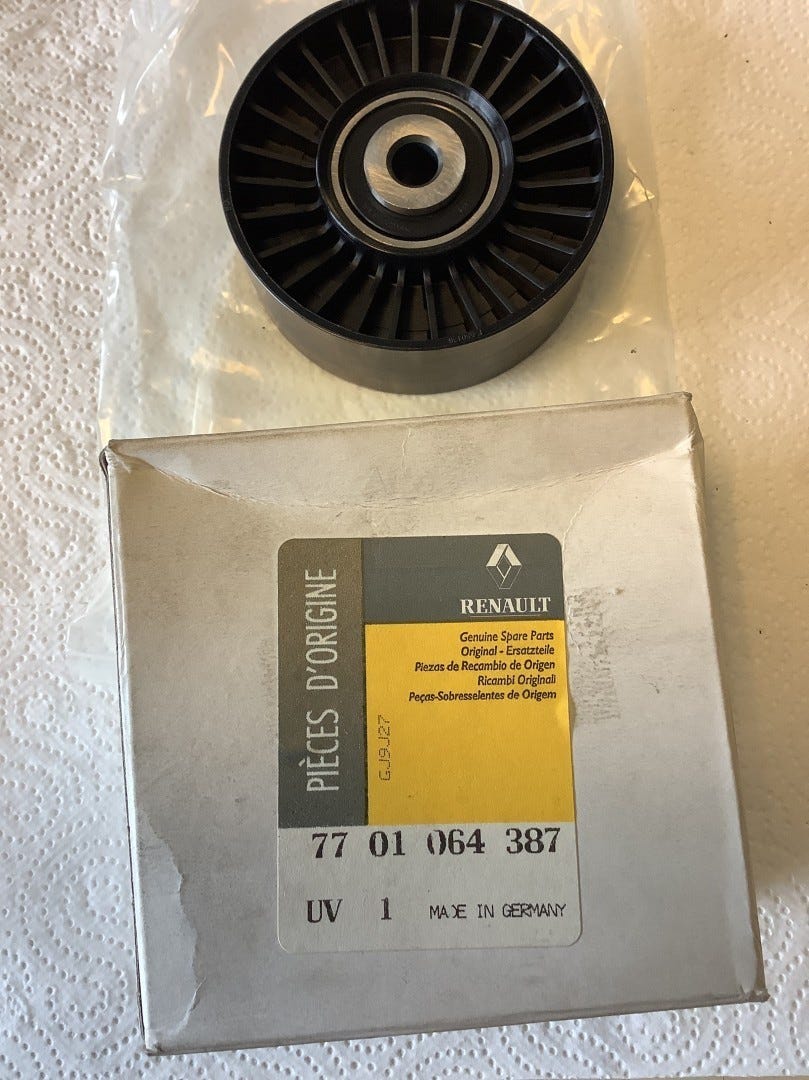 PIÈCES D'ORIGINE
RENAULT
Genuine Spare Parts
Original - Ersatzteile
Piezas de Recambio de Origen
Ricambi Originali
Peças-Sobresselentes de Origem
GJ9J27
77 01 064 387
UV 1 MADE IN GERMANY